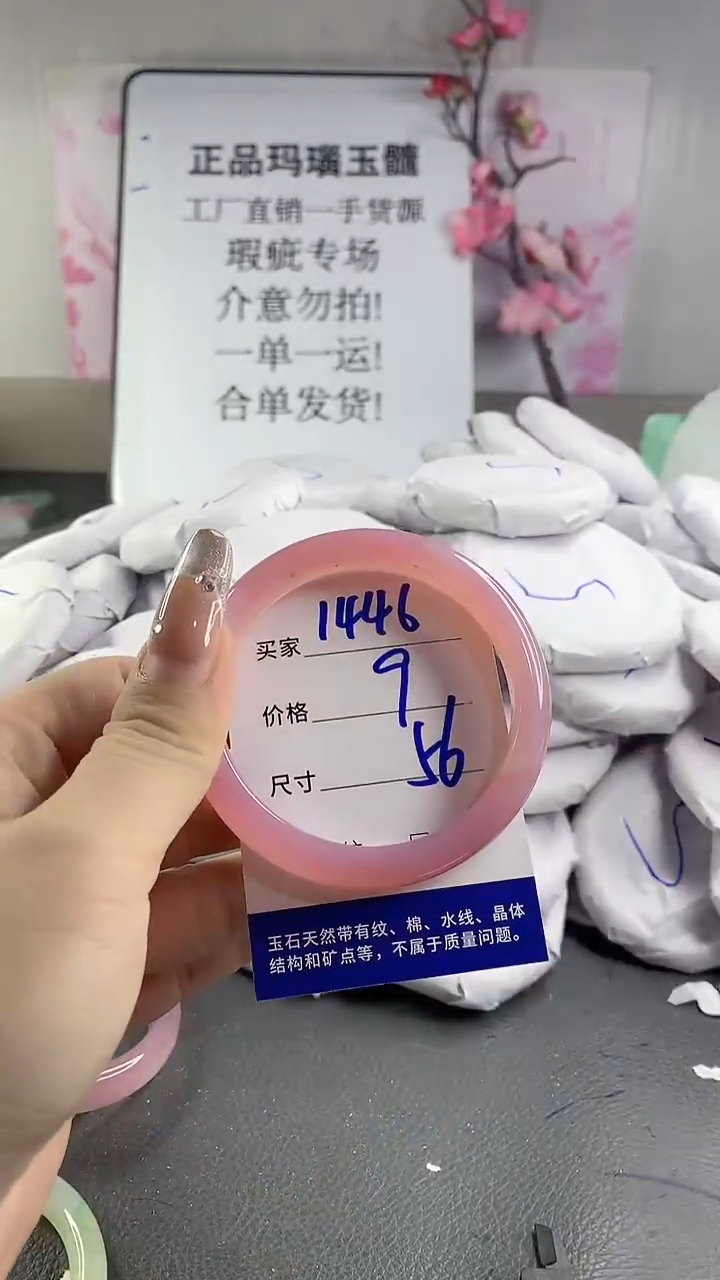 正品玛瑙玉髓
工厂直销一手货源
瑕疵专场
介意勿拍!
一单一运!
合单发货!
买家 1446
价格 9
尺寸 56
玉石天然带有纹、棉、水线、晶体
结构和矿点等，不属于质量问题。